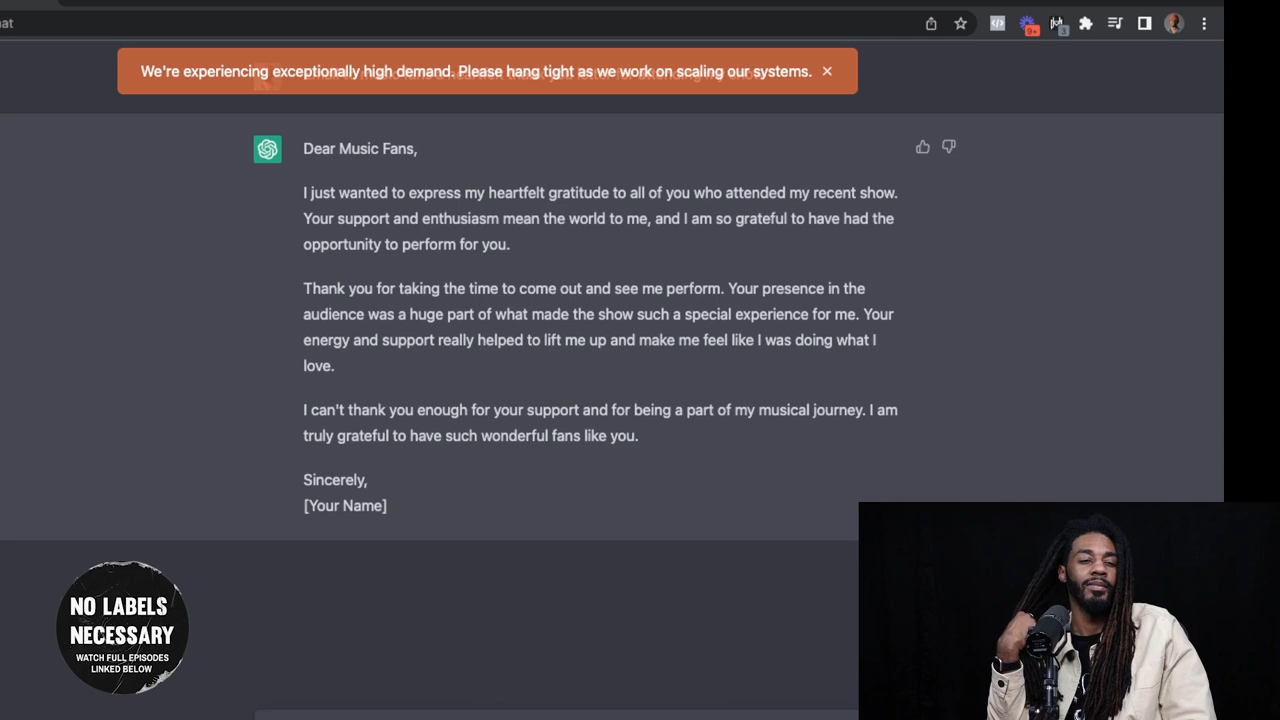 nat
9+
3
We're experiencing exceptionally high demand. Please hang tight as we work on scaling our systems.
Dear Music Fans,
I just wanted to express my heartfelt gratitude to all of you who attended my recent show.
Your support and enthusiasm mean the world to me, and I am so grateful to have had the
opportunity to perform for you.
Thank you for taking the time to come out and see me perform. Your presence in the
audience was a huge part of what made the show such a special experience for me. Your
energy and support really helped to lift me up and make me feel like I was doing what I
love.
I can't thank you enough for your support and for being a part of my musical journey. I am
truly grateful to have such wonderful fans like you.
Sincerely,
[Your Name]
NO LABELS
NECESSARY
WATCH FULL EPISODES
LINKED BELOW